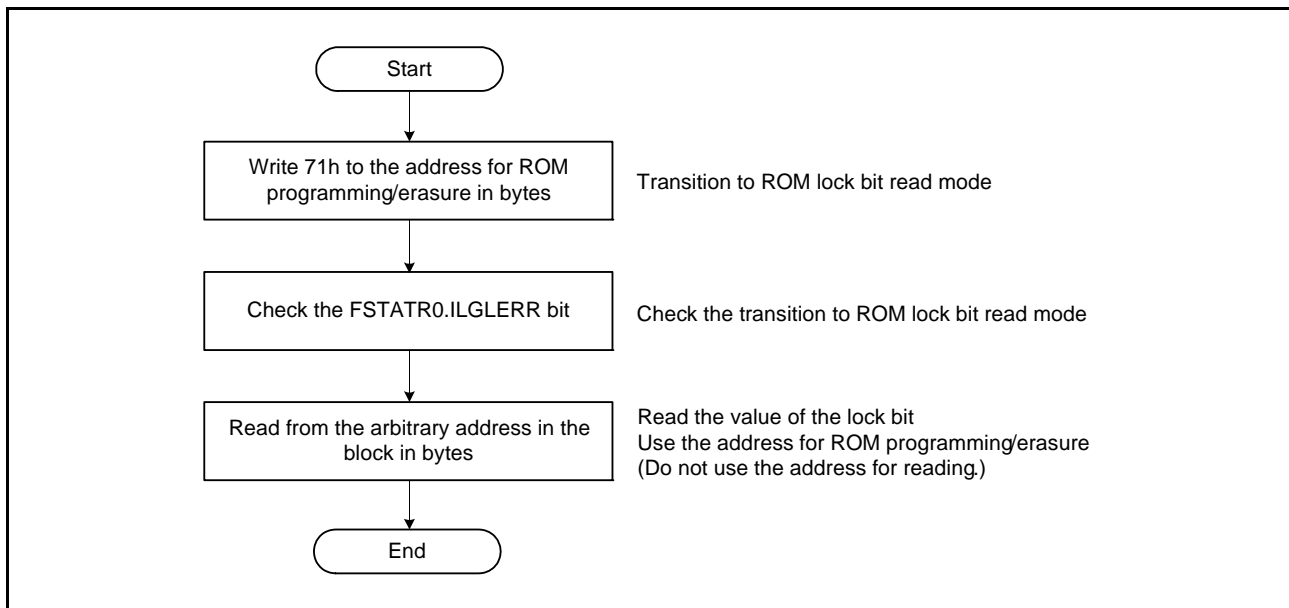 Start
Write 71h to the address for ROM
programming/erasure in bytes
Transition to ROM lock bit read mode
Check the FSTATR0.ILGLERR bit
Check the transition to ROM lock bit read mode
Read from the arbitrary address in the
block in bytes
Read the value of the lock bit
Use the address for ROM programming/erasure
(Do not use the address for reading.)
End